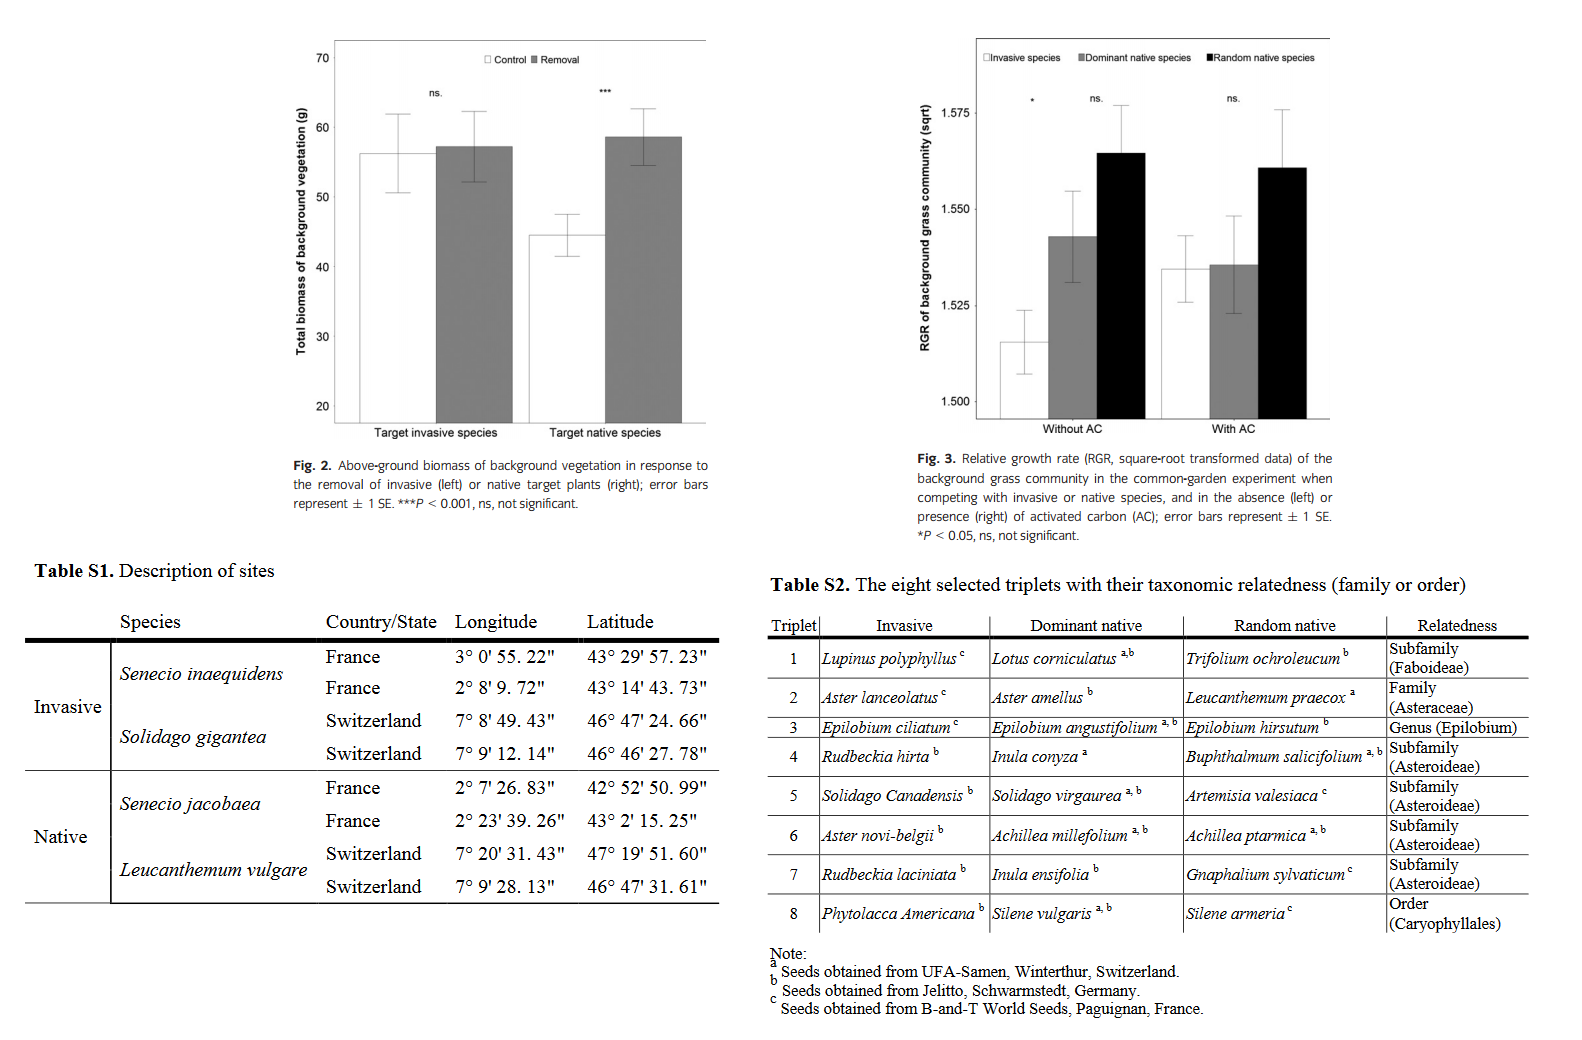 70
60
50
40
30
20
Total biomass of background vegetation (g)
Control Removal
ns.
***
Target invasive species
Target native species
Fig. 2. Above-ground biomass of background vegetation in response to
the removal of invasive (left) or native target plants (right); error bars
represent ± 1 SE. ***P < 0.001, ns, not significant.
1.575
1.550
1.525
1.500
RGR of background grass community (sqrt)
Invasive species Dominant native species Random native species
*
ns.
ns.
Without AC
With AC
Fig. 3. Relative growth rate (RGR, square-root transformed data) of the
background grass community in the common-garden experiment when
competing with invasive or native species, and in the absence (left) or
presence (right) of activated carbon (AC); error bars represent ± 1 SE.
*P < 0.05, ns, not significant.
Table S1. Description of sites
Species Country/State Longitude Latitude
Invasive
Senecio inaequidens
France 3° 0' 55. 22" 43° 29' 57. 23"
France 2° 8' 9. 72" 43° 14' 43. 73"
Solidago gigantea
Switzerland 7° 8' 49. 43" 46° 47' 24. 66"
Switzerland 7° 9' 12. 14" 46° 46' 27. 78"
Native
Senecio jacobaea
France 2° 7' 26. 83" 42° 52' 50. 99"
France 2° 23' 39. 26" 43° 2' 15. 25"
Leucanthemum vulgare
Switzerland 7° 20' 31. 43" 47° 19' 51. 60"
Switzerland 7° 9' 28. 13" 46° 47' 31. 61"
Table S2. The eight selected triplets with their taxonomic relatedness (family or order)
Triplet Invasive Dominant native Random native Relatedness
1 Lupinus polyphyllus c Lotus corniculatus a,b Trifolium ochroleucum b Subfamily
(Faboideae)
2 Aster lanceolatus c Aster amellus b Leucanthemum praecox a Family
(Asteraceae)
3 Epilobium ciliatum c Epilobium angustifolium a, b Epilobium hirsutum b Genus (Epilobium)
4 Rudbeckia hirta b Inula conyza a Buphthalmum salicifolium a, b Subfamily
(Asteroideae)
5 Solidago Canadensis b Solidago virgaurea a, b Artemisia valesiaca c Subfamily
(Asteroideae)
6 Aster novi-belgii b Achillea millefolium a, b Achillea ptarmica a, b Subfamily
(Asteroideae)
7 Rudbeckia laciniata b Inula ensifolia b Gnaphalium sylvaticum c Subfamily
(Asteroideae)
8 Phytolacca Americana b Silene vulgaris a, b Silene armeria c Order
(Caryophyllales)
Note:
a Seeds obtained from UFA-Samen, Winterthur, Switzerland.
b Seeds obtained from Jelitto, Schwarmstedt, Germany.
c Seeds obtained from B-and-T World Seeds, Paguignan, France.